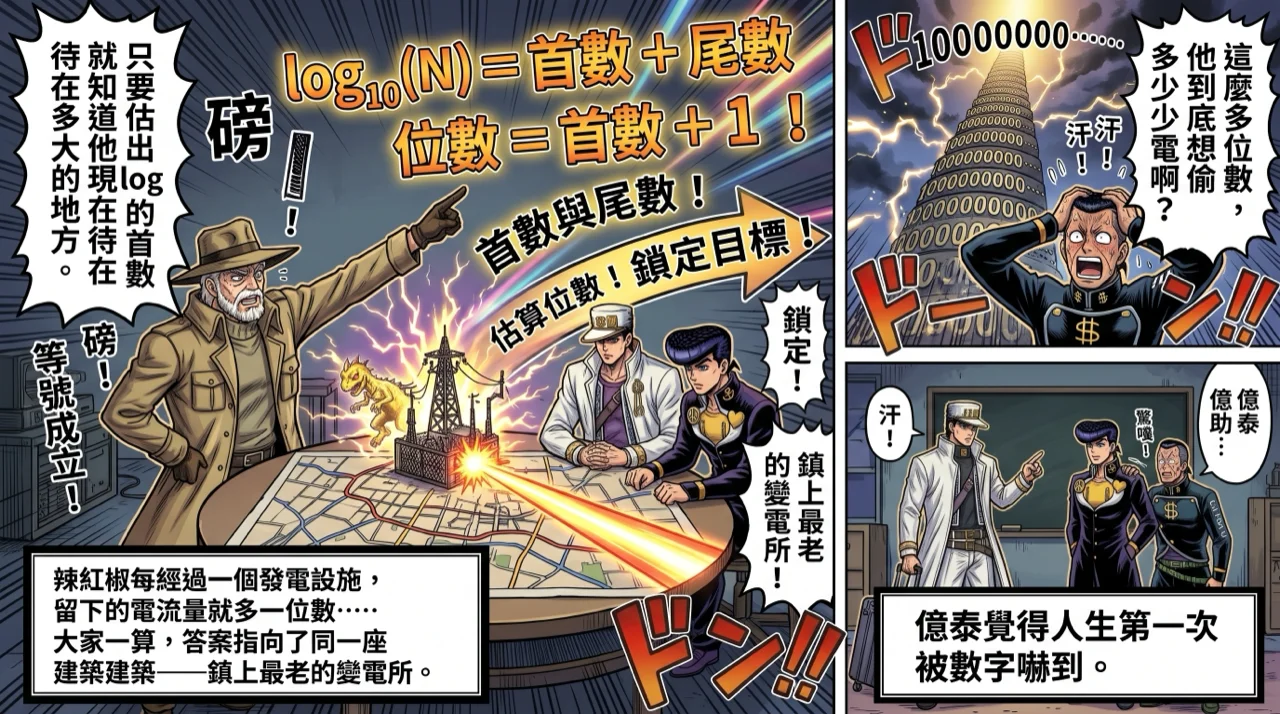 只要估出log的首數
就知道他現在待在
待在多大的地方。
磅
!
log₁₀(N)=首數+尾數
位數=首數+1!
首數與尾數!
估算位數!鎖定目標!
磅!
等號成立!
鎖定!
鎮上最老
的變電所!
辣紅椒每經過一個發電設施,
留下的電流量就多一位數⋯⋯
大家一算,答案指向了同一座
建築建築——鎮上最老的變電所。
ドン!!
ド
10000000⋯⋯
這麼多位數,
他到底想偷
多少少電啊?
汗!
汗!
$
ドーン!!
汗!
驚嘆!
億泰
億助⋯
$
億泰覺得人生第一次
被數字嚇到。